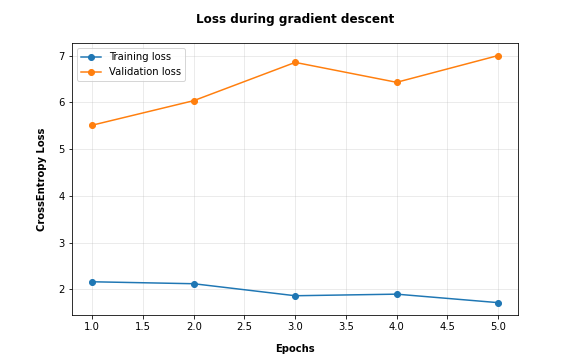 Loss during gradient descent
Training loss
Validation loss
7
6
5
4
3
2
CrossEntropy Loss
1.0 1.5 2.0 2.5 3.0 3.5 4.0 4.5 5.0
Epochs